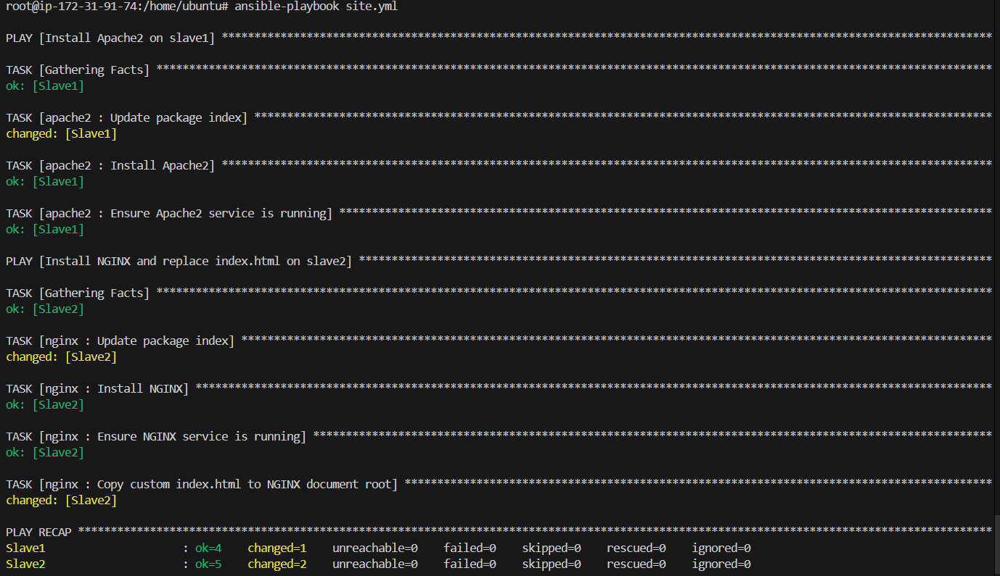 root@ip-172-31-91-74:/home/ubuntu# ansible-playbook site.yml
PLAY [Install Apache2 on slave1] **********************************************************************************************************************
TASK [Gathering Facts] ********************************************************************************************************************************
ok: [Slave1]
TASK [apache2 : Update package index] *****************************************************************************************************************
changed: [Slave1]
TASK [apache2 : Install Apache2] **********************************************************************************************************************
ok: [Slave1]
TASK [apache2 : Ensure Apache2 service is running] ****************************************************************************************************
ok: [Slave1]
PLAY [Install NGINX and replace index.html on slave2] *************************************************************************************************
TASK [Gathering Facts] ********************************************************************************************************************************
ok: [Slave2]
TASK [nginx : Update package index] *******************************************************************************************************************
changed: [Slave2]
TASK [nginx : Install NGINX] **************************************************************************************************************************
ok: [Slave2]
TASK [nginx : Ensure NGINX service is running] ********************************************************************************************************
ok: [Slave2]
TASK [nginx : Copy custom index.html to NGINX document root] ******************************************************************************************
changed: [Slave2]
PLAY RECAP ********************************************************************************************************************************************
Slave1                     : ok=4    changed=1    unreachable=0    failed=0    skipped=0    rescued=0    ignored=0
Slave2                     : ok=5    changed=2    unreachable=0    failed=0    skipped=0    rescued=0    ignored=0